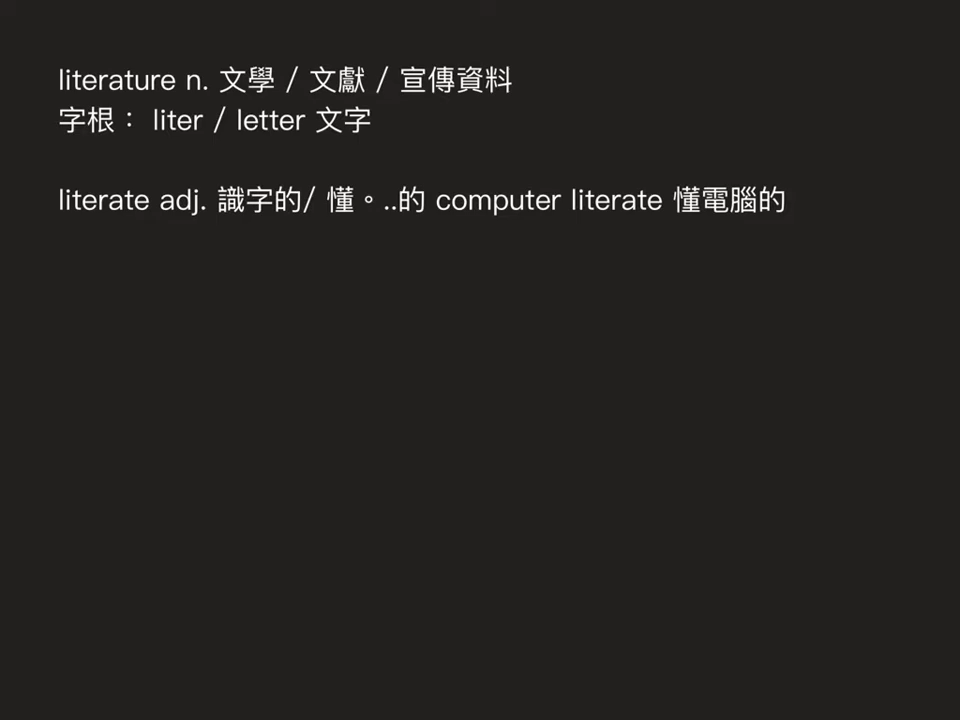 literature n. 文學 / 文獻 / 宣傳資料
字根： liter / letter 文字
literate adj. 識字的/ 懂。..的 computer literate 懂電腦的